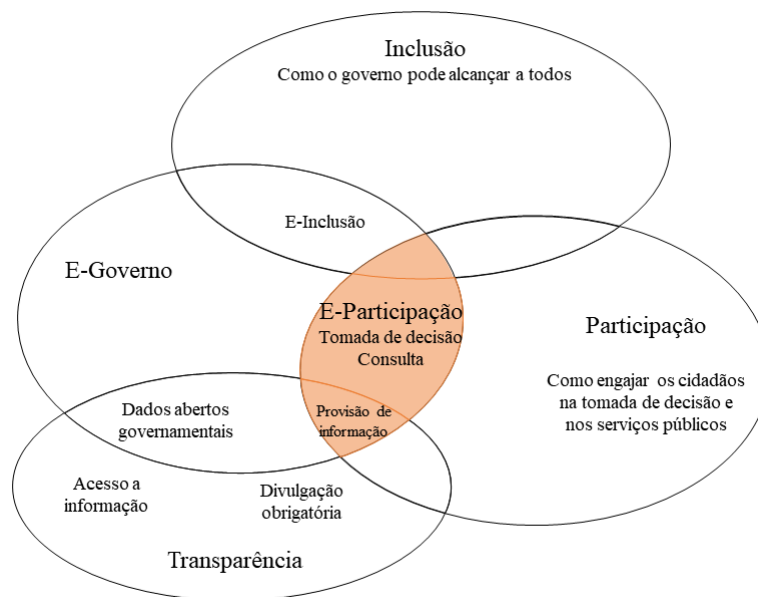 Inclusão
Como o governo pode alcançar a todos
E-Inclusão
E-Governo
E-Participação
Tomada de decisão
Consulta
Participação
Como engajar os cidadãos
na tomada de decisão e
nos serviços públicos
Dados abertos
governamentais
Provisão de
informação
Acesso a
informação
Divulgação
obrigatória
Transparência